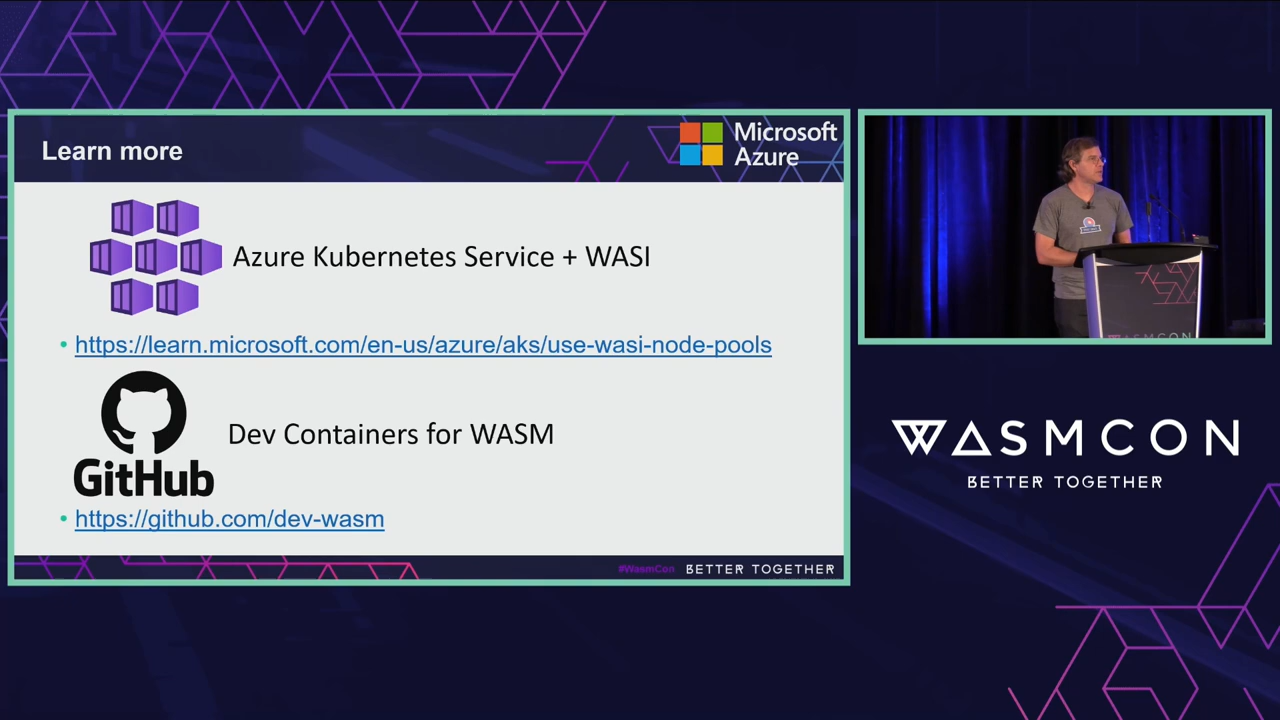 Learn more
Microsoft
Azure
Azure Kubernetes Service + WASI
• https://learn.microsoft.com/en-us/azure/aks/use-wasi-node-pools
GitHub
Dev Containers for WASM
• https://github.com/dev-wasm
#WasmCon BETTER TOGETHER
WASMCON
WASMCON
BETTER TOGETHER